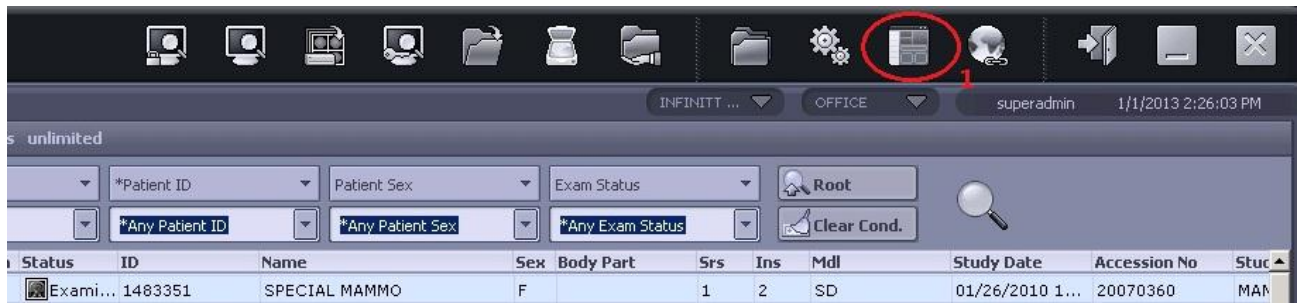 1
INFINITT ... OFFICE superadmin 1/1/2013 2:26:03 PM
s unlimited
*Patient ID Patient Sex Exam Status Root
*Any Patient ID *Any Patient Sex *Any Exam Status Clear Cond.
Status ID Name Sex Body Part Srs Ins Mdl Study Date Accession No Stuc
Exami... 1483351 SPECIAL MAMMO F 1 2 SD 01/26/2010 1... 20070360 MAN